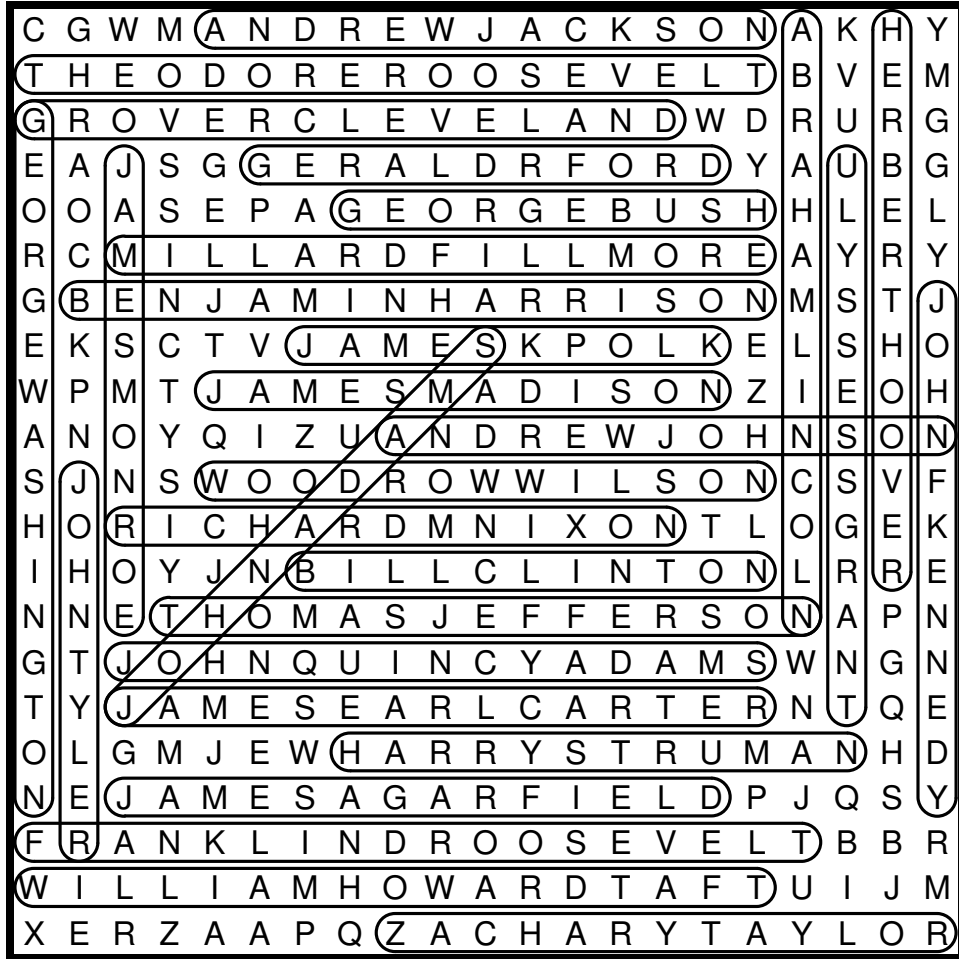 C G W M A N D R E W J A C K S O N A K H Y
T H E O D O R E R O O S E V E L T B V E M
G R O V E R C L E V E L A N D W D R U R G
E A J S G G E R A L D R F O R D Y A U B G
O O A S E P A G E O R G E B U S H H L E L
R C M I L L A R D F I L L M O R E A Y R Y
G B E N J A M I N H A R R I S O N M S T J
E K S C T V J A M E S K P O L K E L S H O
W P M T J A M E S M A D I S O N Z I E O H
A N O Y Q I Z U A N D R E W J O H N S O N
S J N S W O O D R O W W I L S O N C S V F
H O R I C H A R D M N I X O N T L O G E K
I H O Y J N B I L L C L I N T O N L R R E
N N E T H O M A S J E F F E R S O N A P N
G T J O H N Q U I N C Y A D A M S W N G N
T Y J A M E S E A R L C A R T E R N T Q E
O L G M J E W H A R R Y S T R U M A N H D
N E J A M E S A G A R F I E L D P J Q S Y
F R A N K L I N D R O O S E V E L T B B R
W I L L I A M H O W A R D T A F T U I J M
X E R Z A A P Q Z A C H A R Y T A Y L O R